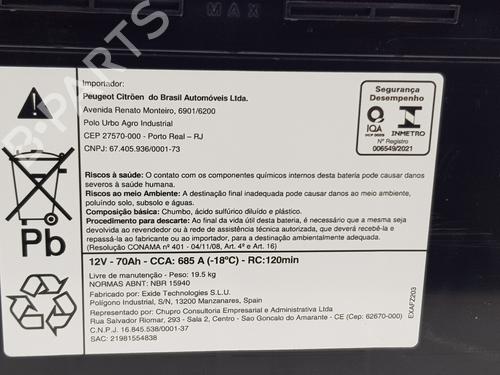 MAX
Importador:
Peugeot Citröen do Brasil Automóveis Ltda.
Avenida Renato Monteiro, 6901/6200
Polo Urbo Agro Industrial
CEP 27570-000 - Porto Real – RJ
CNPJ: 67.405.936/0001-73
Segurança
Desempenho
IQA
OCP 0025
INMETRO
Nº Registro
006549/2021
Riscos à saúde: O contato com os componentes químicos internos desta bateria pode causar danos
severos à saúde humana.
Riscos ao meio Ambiente: A destinação final inadequada pode causar danos ao meio ambiente,
poluindo solo, subsolo e águas.
Composição básica: Chumbo, ácido sulfúrico diluído e plástico.
Procedimento para descarte: Ao final da vida útil desta bateria, é necessário que a mesma seja
devolvida ao revendedor ou à rede de assistência técnica autorizada, que deverá recebê-la e
repassará à empresa contratante, para uma destinação ambientalmente adequada.
(Resolução CONAMA nº 401 - 04/11/08, Art. 4º e Art. 16)
Pb
12V - 70Ah - CCA: 685 A (-18ºC) - RC:120min
Livre de manutenção - Peso: 19.5 kg
NORMAS ABNT: NBR 15940
Fabricado por: Exide Technologies S.L.U.
Polígono Industrial, S/N, 13200 Manzanares, Spain
Representado por: Chupro Consultoria Empresarial e Administrativa Ltda
Rua Salvador Riomar, 293 - Sala 2, Centro - Sao Goncalo do Amarante - CE (Cep: 62670-000)
C.N.P.J. 16.845.538/0001-37
SAC: 21981554838
EXAFZ203